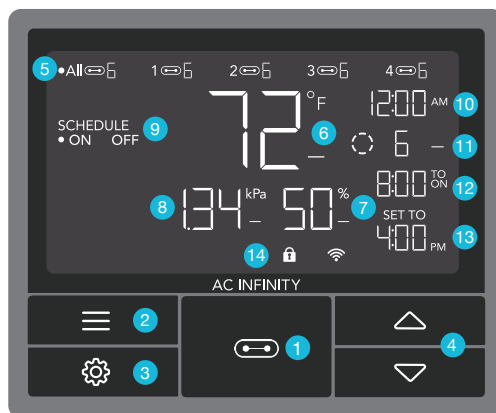 5 •All 6 1 6 2 6 3 6 4 6
72 °F 6
12:00 AM 10
SCHEDULE 9
• ON OFF
6 – 11
8:00 TO ON 12
8 1.34 kPa – 50 % – 7
SET TO
4:00 PM 13
14
AC INFINITY
2
1
3
4